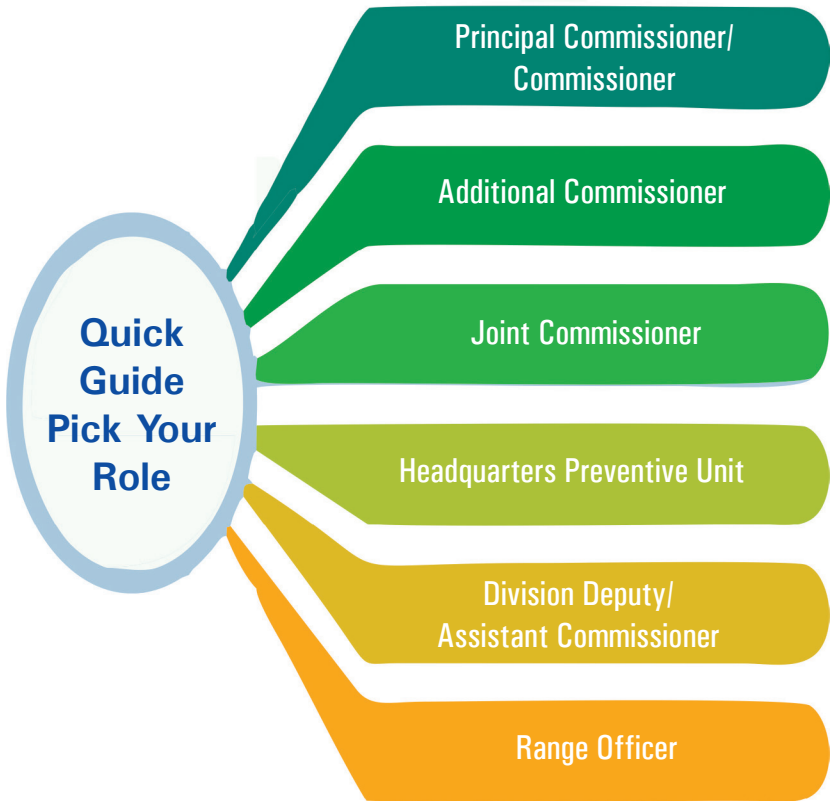 Quick
Guide
Pick Your
Role
Principal Commissioner/
Commissioner
Additional Commissioner
Joint Commissioner
Headquarters Preventive Unit
Division Deputy/
Assistant Commissioner
Range Officer